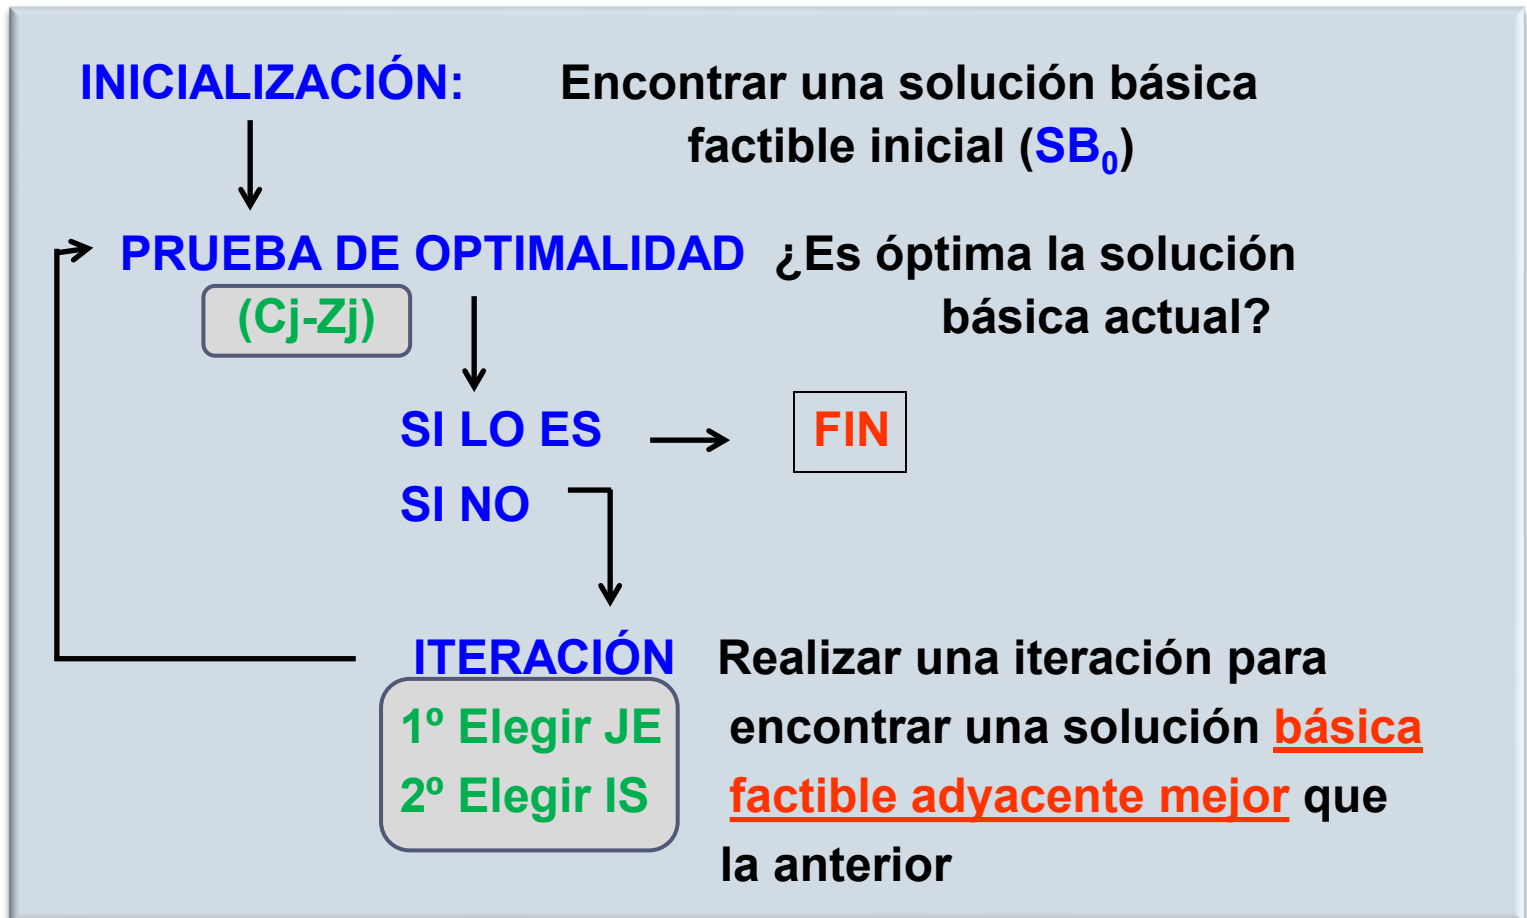 INICIALIZACIÓN: Encontrar una solución básica
factible inicial (SB₀)
PRUEBA DE OPTIMALIDAD ¿Es óptima la solución
(Cj-Zj) básica actual?
SI LO ES FIN
SI NO
ITERACIÓN Realizar una iteración para
1º Elegir JE encontrar una solución básica
2º Elegir IS factible adyacente mejor que
la anterior